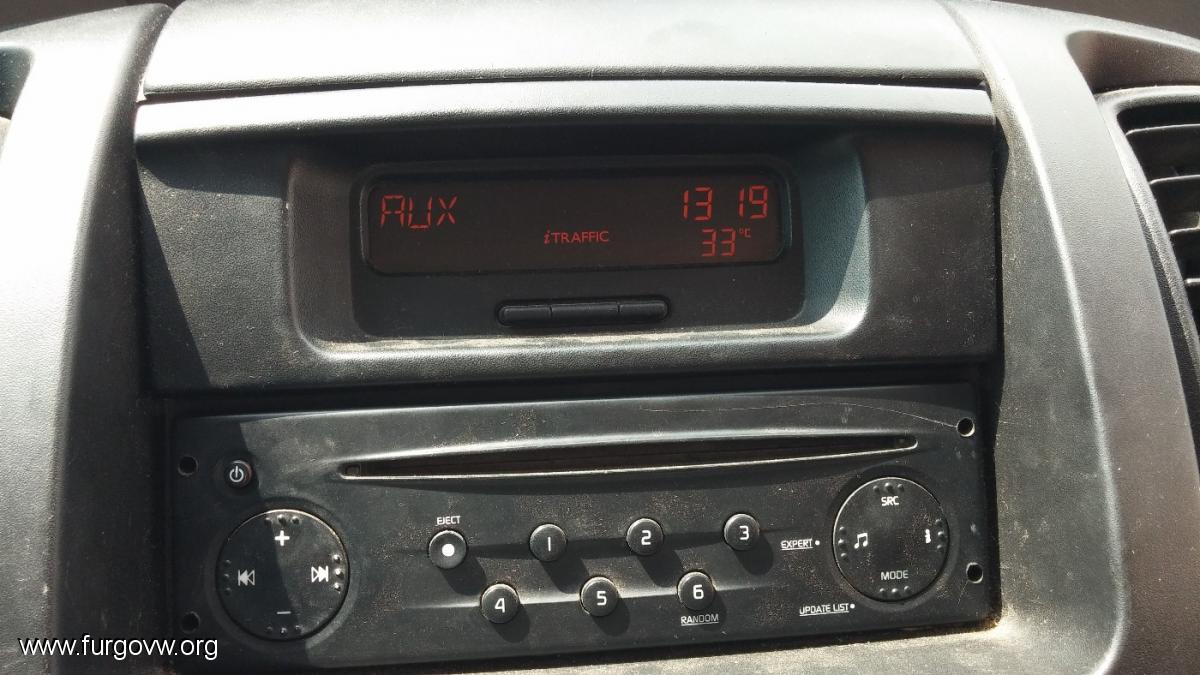 AUX 13 19
iTRAFFIC 33°C
EJECT
1 2 3
4 5 6
RANDOM
+
−
SRC
i
MODE
EXPERT
UPDATE LIST
www.furgovw.org